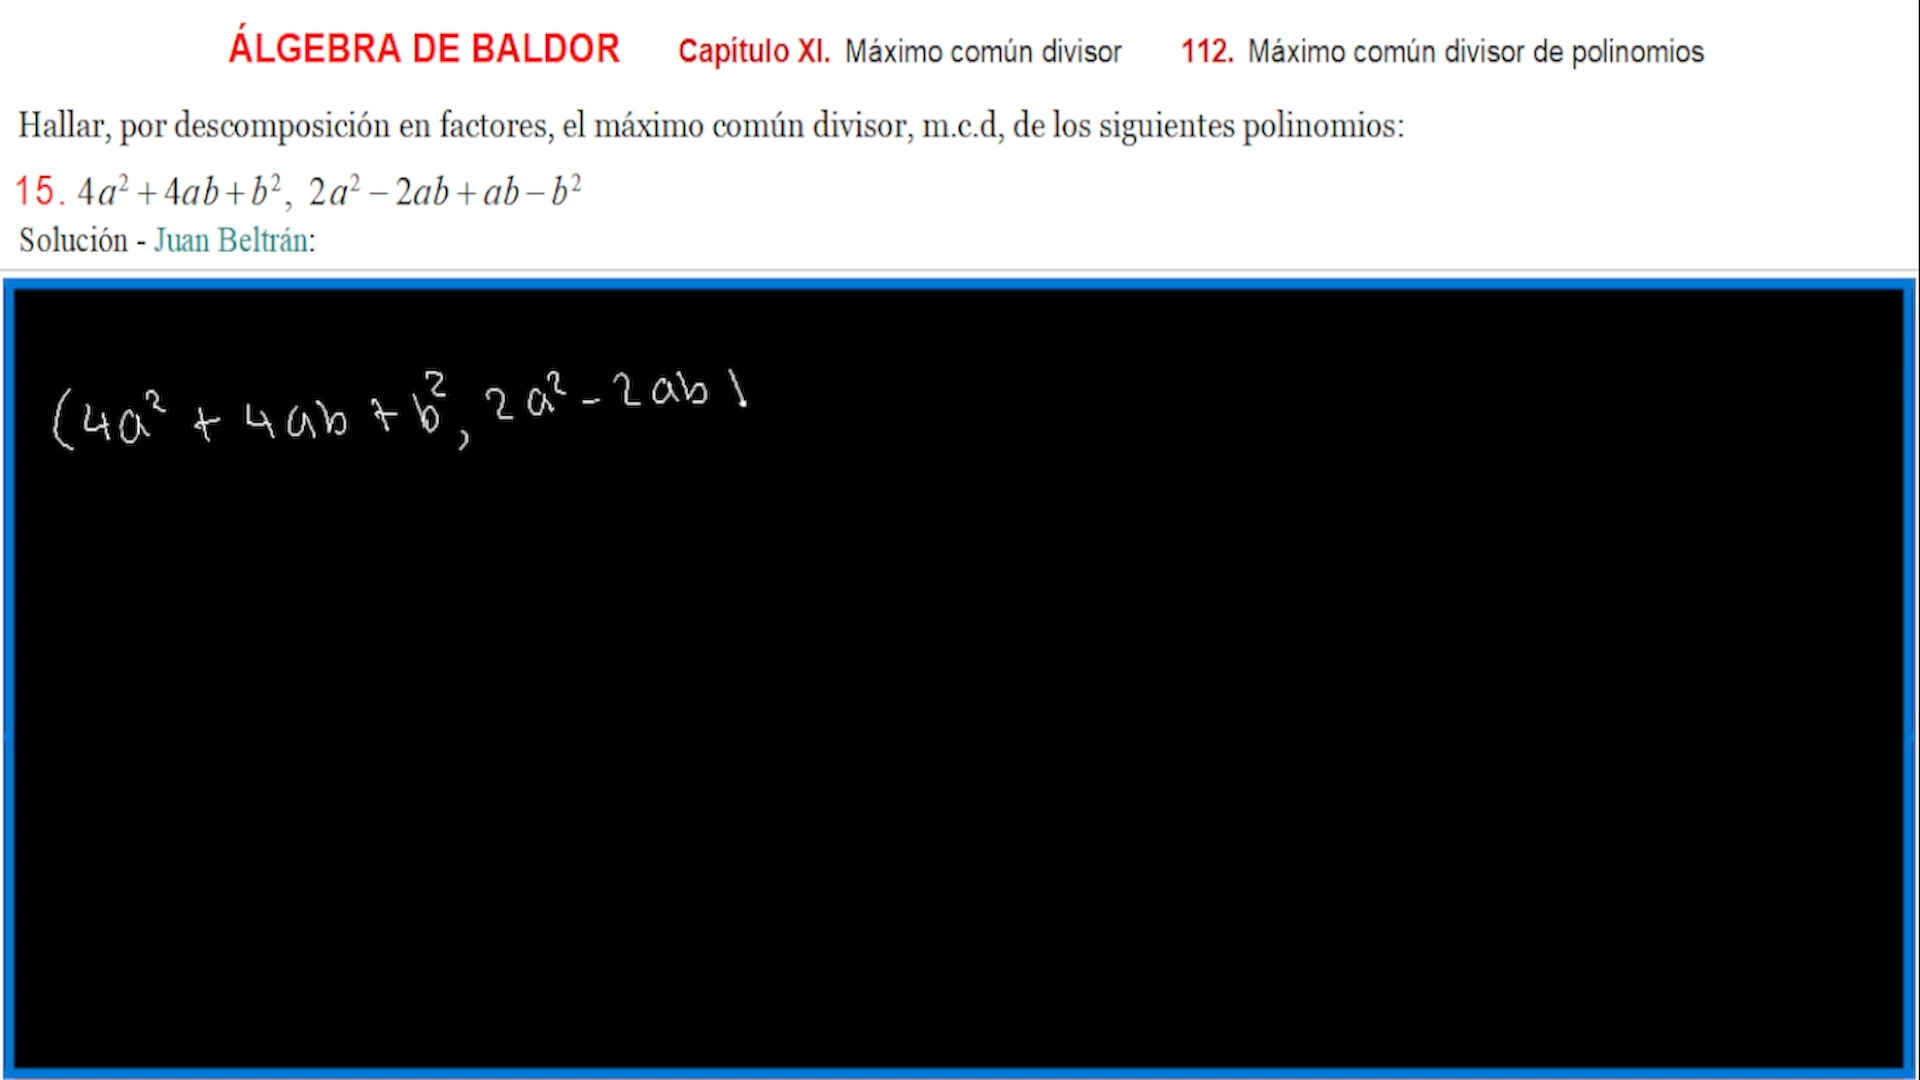 ÁLGEBRA DE BALDOR Capítulo XI. Máximo común divisor 112. Máximo común divisor de polinomios
Hallar, por descomposición en factores, el máximo común divisor, m.c.d, de los siguientes polinomios:
15. 4a² + 4ab + b², 2a² − 2ab + ab − b²
Solución - Juan Beltrán:
(4a² + 4ab + b², 2a² - 2ab